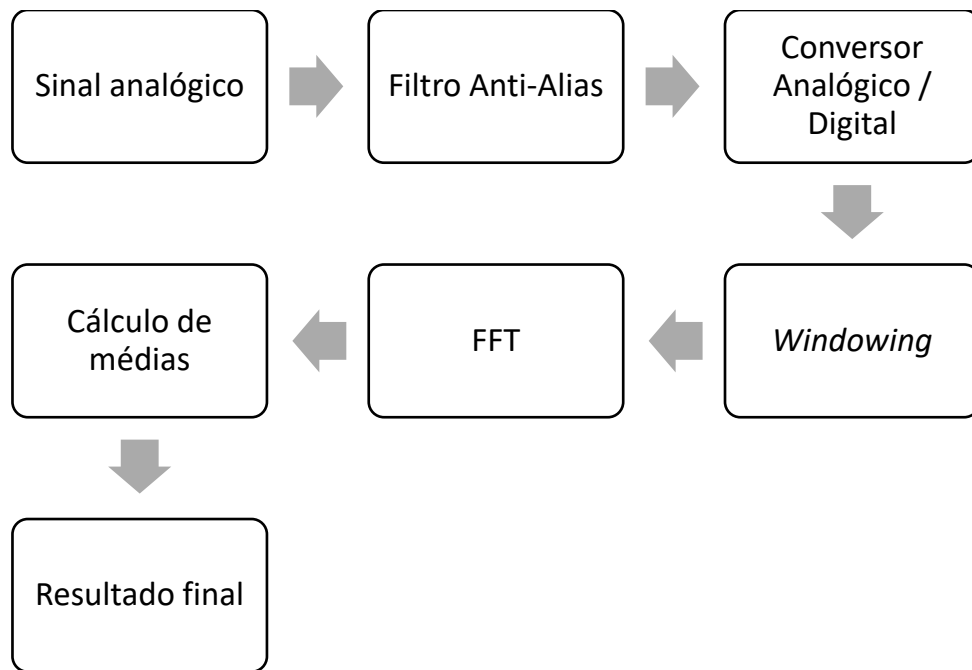 Sinal analógico
Filtro Anti-Alias
Conversor
Analógico /
Digital
Windowing
FFT
Cálculo de
médias
Resultado final